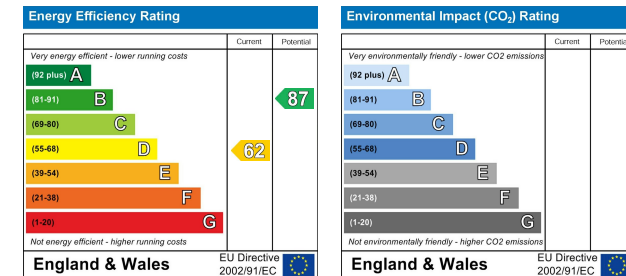 Energy Efficiency Rating
Current Potential
Very energy efficient - lower running costs
(92 plus) A
(81-91) B
87
(69-80) C
(55-68) D
62
(39-54) E
(21-38) F
(1-20) G
Not energy efficient - higher running costs
England & Wales
EU Directive
2002/91/EC
Environmental Impact (CO2) Rating
Current Potential
Very environmentally friendly - lower CO2 emissions
(92 plus) A
(81-91) B
(69-80) C
(55-68) D
(39-54) E
(21-38) F
(1-20) G
Not environmentally friendly - higher CO2 emissions
England & Wales
EU Directive
2002/91/EC